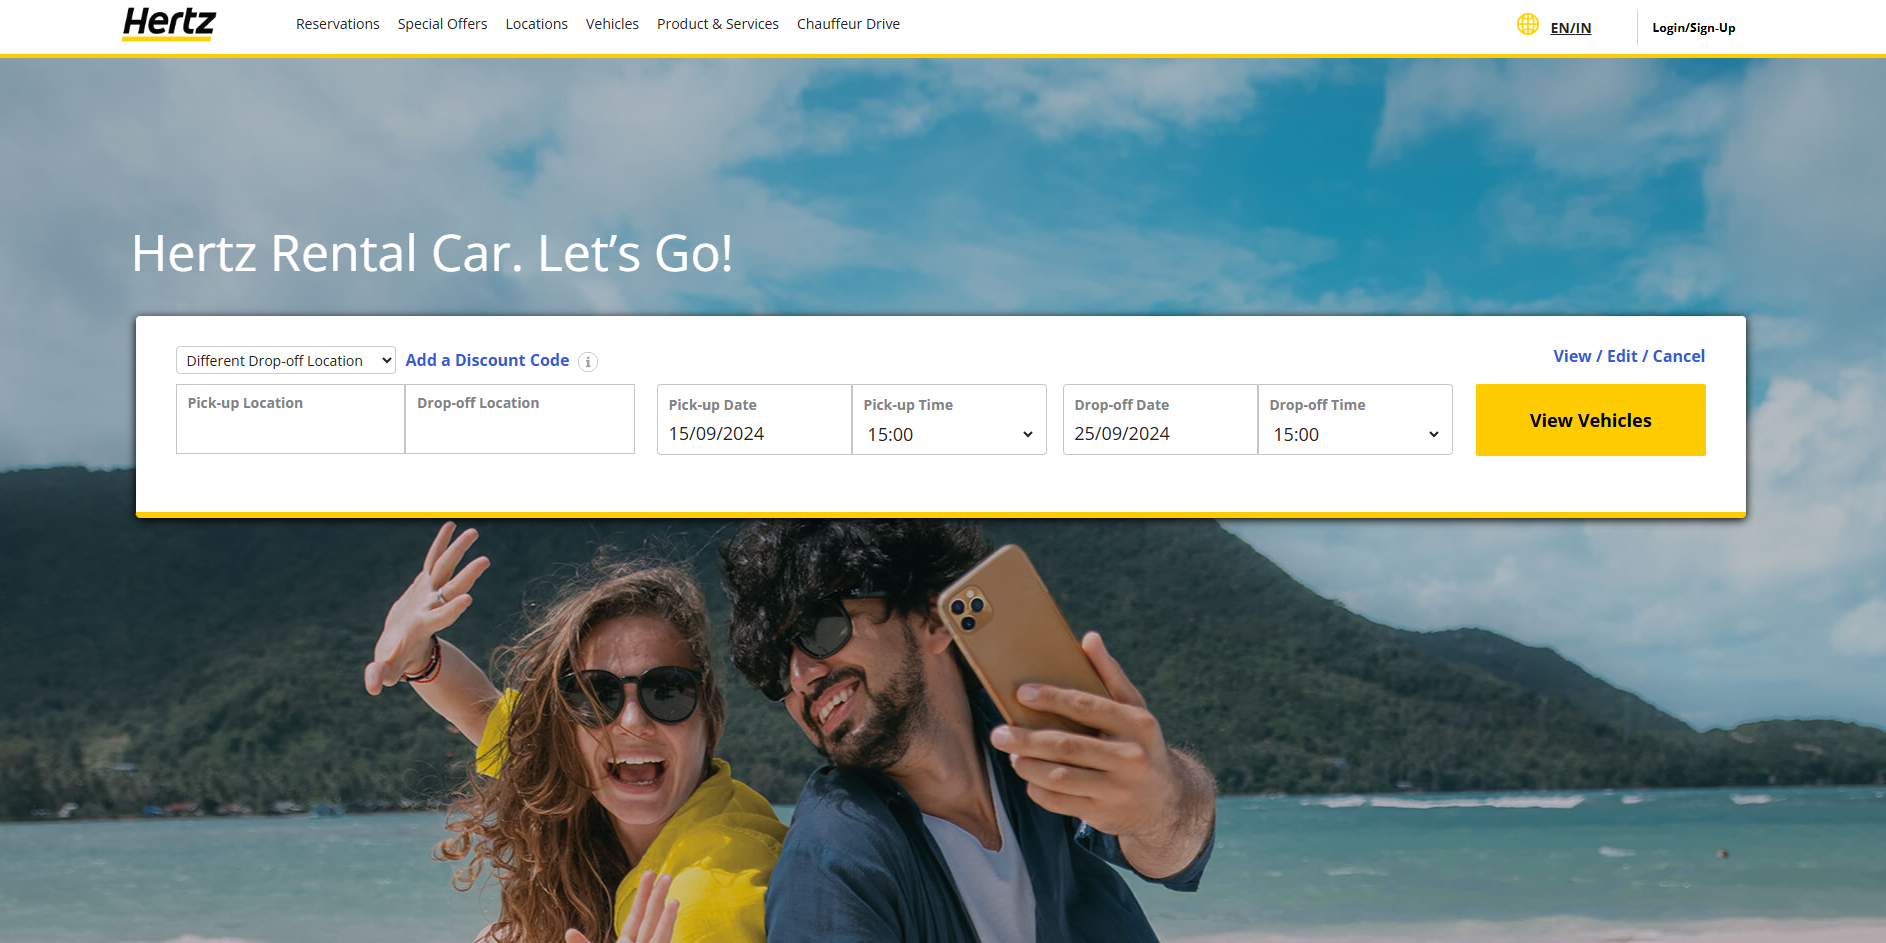 Hertz
Reservations Special Offers Locations Vehicles Product & Services Chauffeur Drive
EN/IN
Login/Sign-Up
Hertz Rental Car. Let's Go!
Different Drop-off Location Add a Discount Code i
View / Edit / Cancel
Pick-up Location Drop-off Location
Pick-up Date Pick-up Time
15/09/2024 15:00
Drop-off Date Drop-off Time
25/09/2024 15:00
View Vehicles